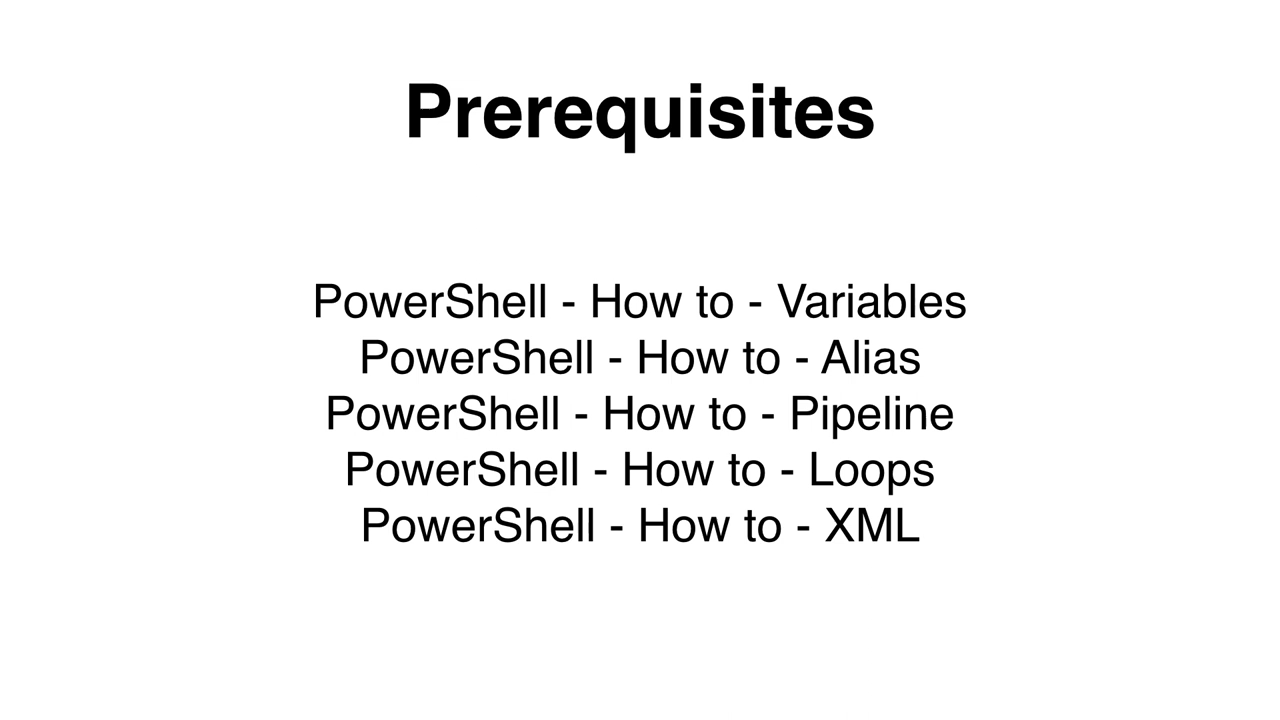 Prerequisites
PowerShell - How to - Variables
PowerShell - How to - Alias
PowerShell - How to - Pipeline
PowerShell - How to - Loops
PowerShell - How to - XML